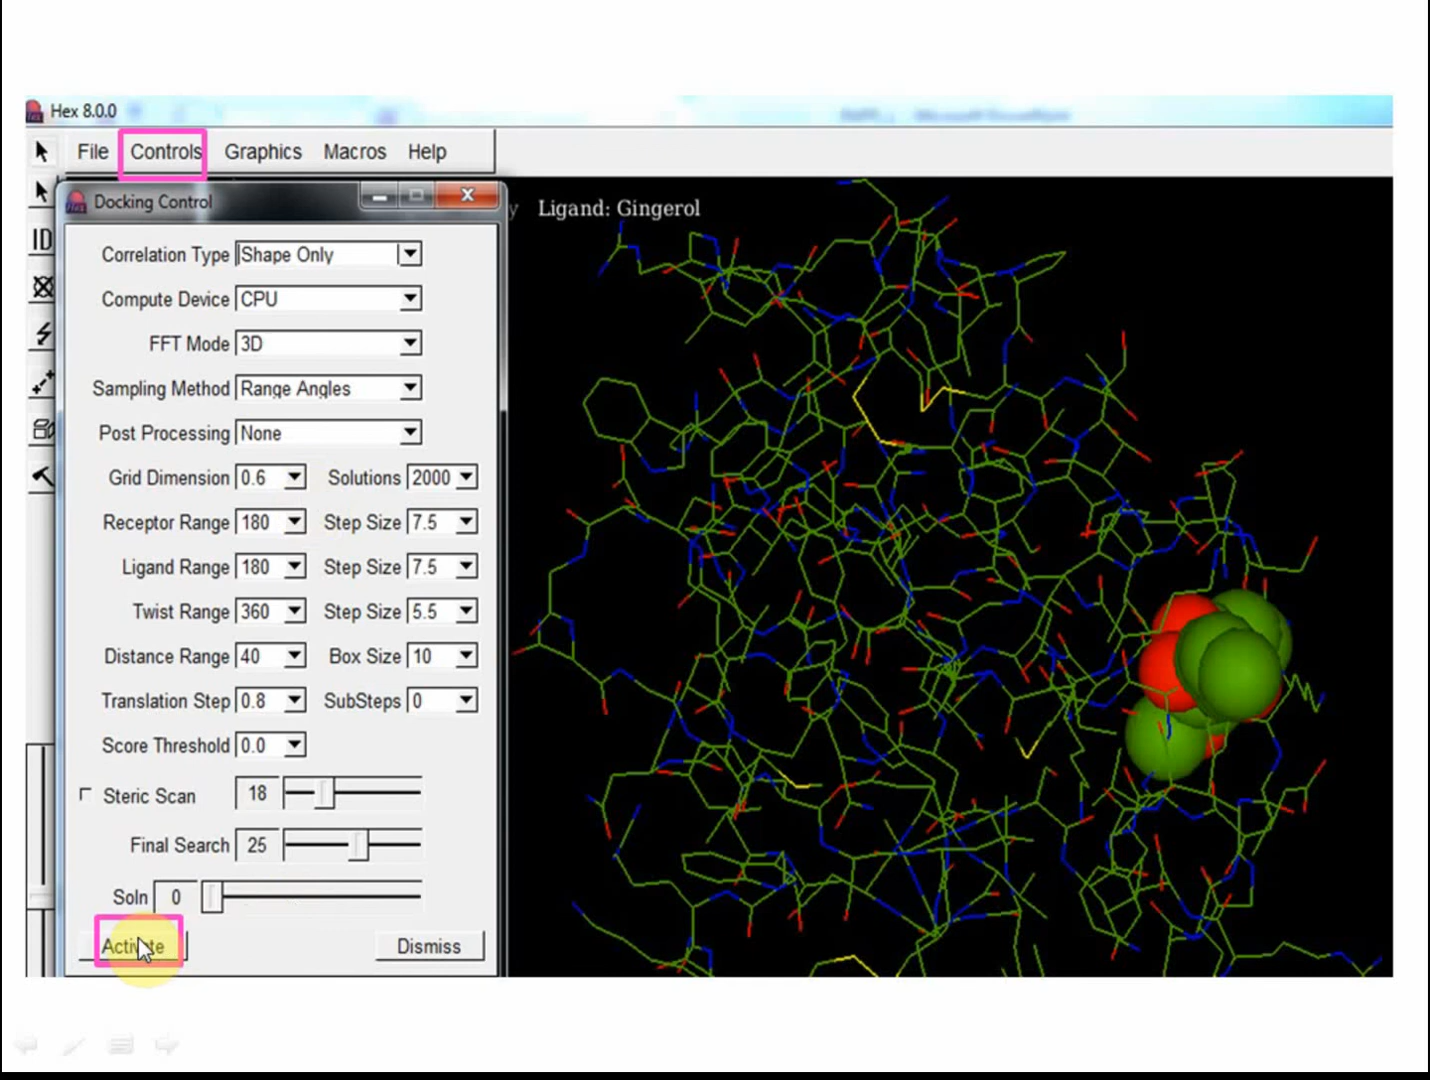 Hex 8.0.0
File Controls Graphics Macros Help
Docking Control
y Ligand: Gingerol
ID
Correlation Type Shape Only
Compute Device CPU
FFT Mode 3D
Sampling Method Range Angles
Post Processing None
Grid Dimension 0.6 Solutions 2000
Receptor Range 180 Step Size 7.5
Ligand Range 180 Step Size 7.5
Twist Range 360 Step Size 5.5
Distance Range 40 Box Size 10
Translation Step 0.8 SubSteps 0
Score Threshold 0.0
Steric Scan 18
Final Search 25
Soln 0
Activate Dismiss